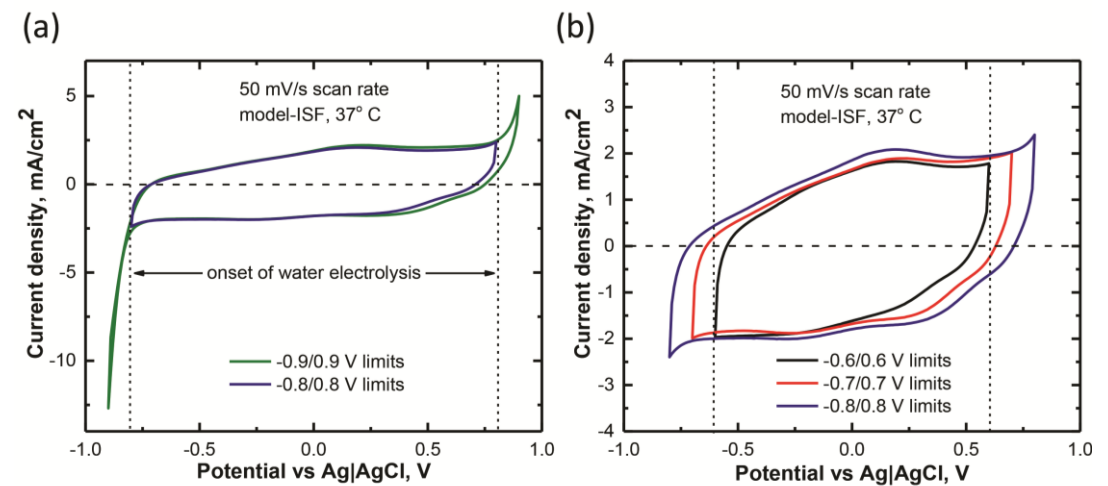 (a)
5
0
-5
-10
-1.0
-0.5
0.0
0.5
1.0
Current density, mA/cm²
Potential vs Ag|AgCl, V
50 mV/s scan rate
model-ISF, 37° C
onset of water electrolysis
-0.9/0.9 V limits
-0.8/0.8 V limits
(b)
4
3
2
1
0
-1
-2
-3
-4
-1.0
-0.5
0.0
0.5
1.0
Current density, mA/cm²
Potential vs Ag|AgCl, V
50 mV/s scan rate
model-ISF, 37° C
-0.6/0.6 V limits
-0.7/0.7 V limits
-0.8/0.8 V limits